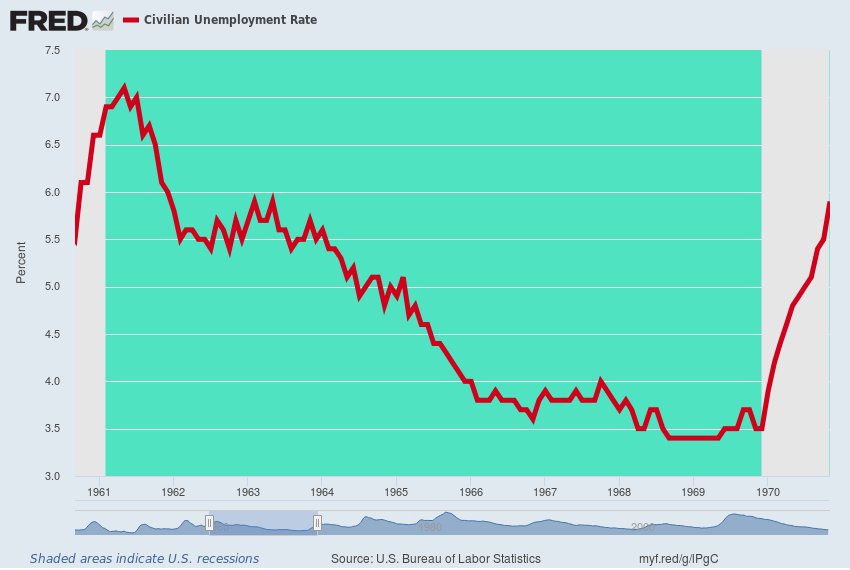 FRED Civilian Unemployment Rate
7.5
7.0
6.5
6.0
5.5
5.0
4.5
4.0
3.5
3.0
Percent
1961 1962 1963 1964 1965 1966 1967 1968 1969 1970
1980
Shaded areas indicate U.S. recessions Source: U.S. Bureau of Labor Statistics myf.red/g/lPgC